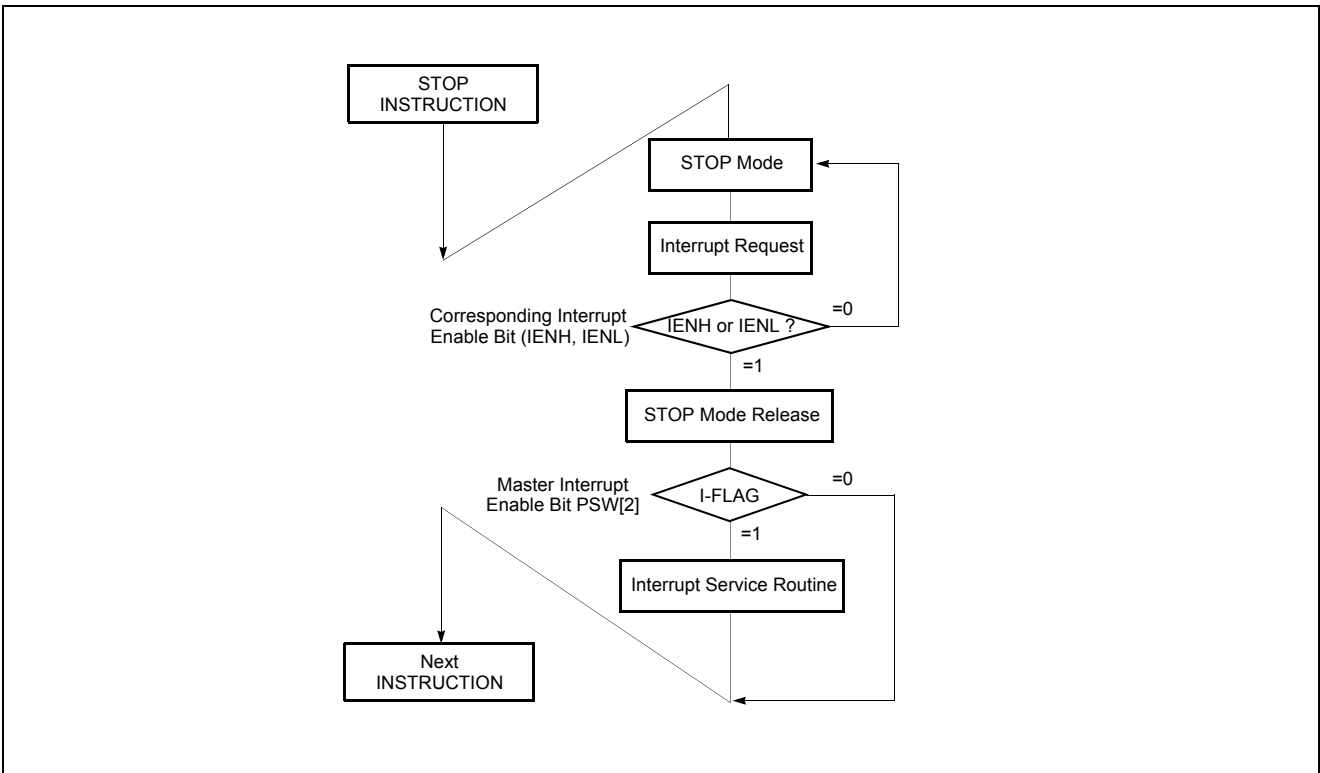 STOP
INSTRUCTION
STOP Mode
Interrupt Request
Corresponding Interrupt
Enable Bit (IENH, IENL)
IENH or IENL ?
=0
=1
STOP Mode Release
Master Interrupt
Enable Bit PSW[2]
I-FLAG
=0
=1
Interrupt Service Routine
Next
INSTRUCTION